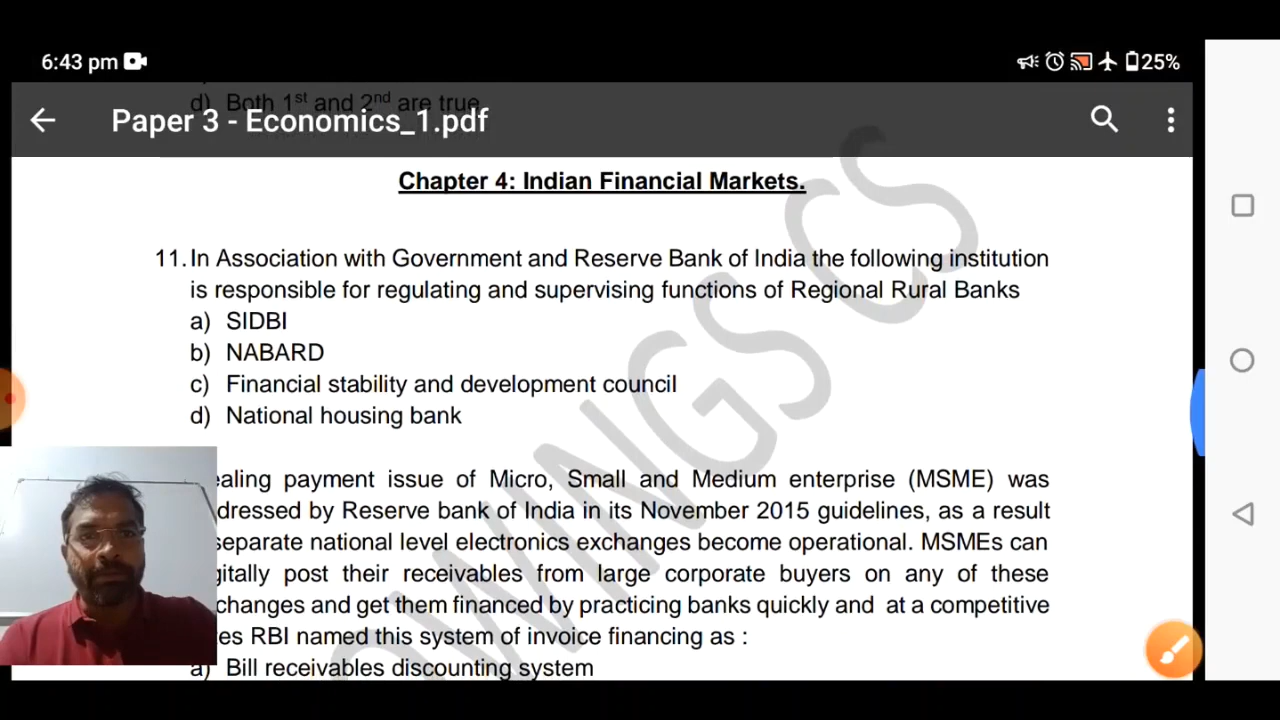 6:43 pm
25%
d) Both 1st and 2nd are true
Paper 3 - Economics_1.pdf
Chapter 4: Indian Financial Markets.
11. In Association with Government and Reserve Bank of India the following institution
is responsible for regulating and supervising functions of Regional Rural Banks
a) SIDBI
b) NABARD
c) Financial stability and development council
d) National housing bank
ealing payment issue of Micro, Small and Medium enterprise (MSME) was
dressed by Reserve bank of India in its November 2015 guidelines, as a result
separate national level electronics exchanges become operational. MSMEs can
gitally post their receivables from large corporate buyers on any of these
changes and get them financed by practicing banks quickly and at a competitive
es RBI named this system of invoice financing as :
a) Bill receivables discounting system
OWINGS CS